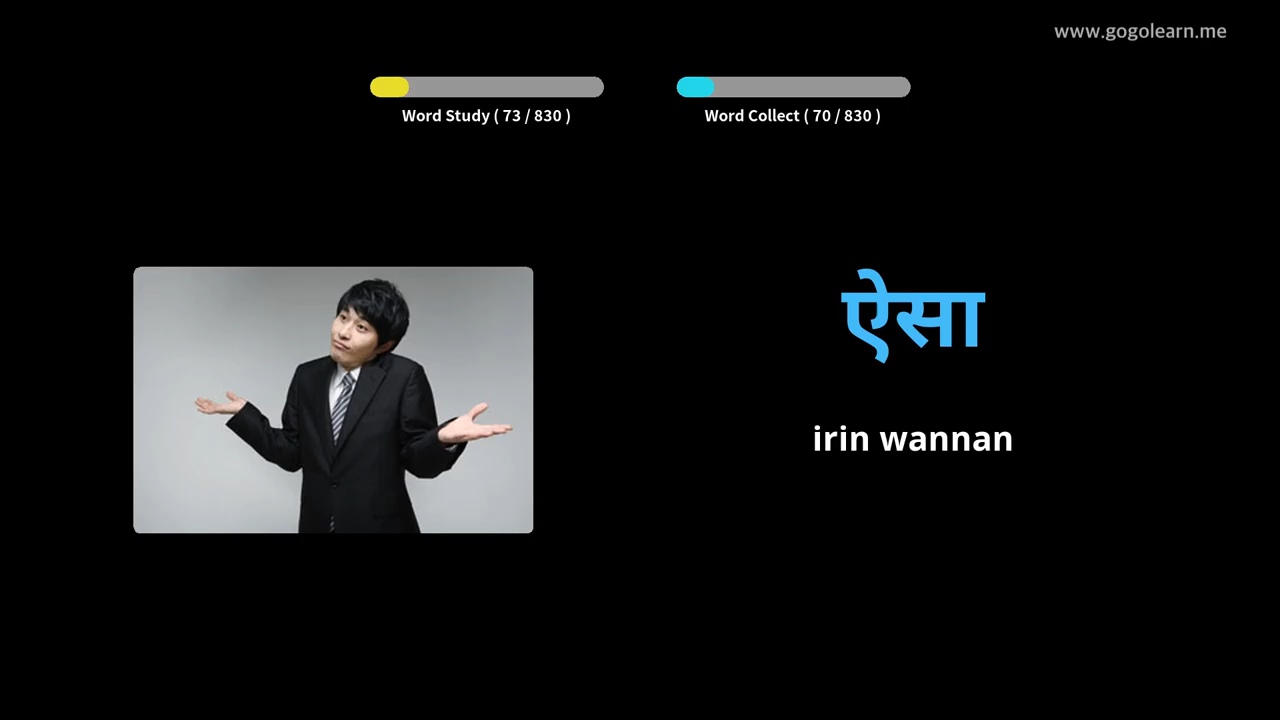 www.gogolearn.me
Word Study ( 73 / 830 )
Word Collect ( 70 / 830 )
ऐसा
irin wannan